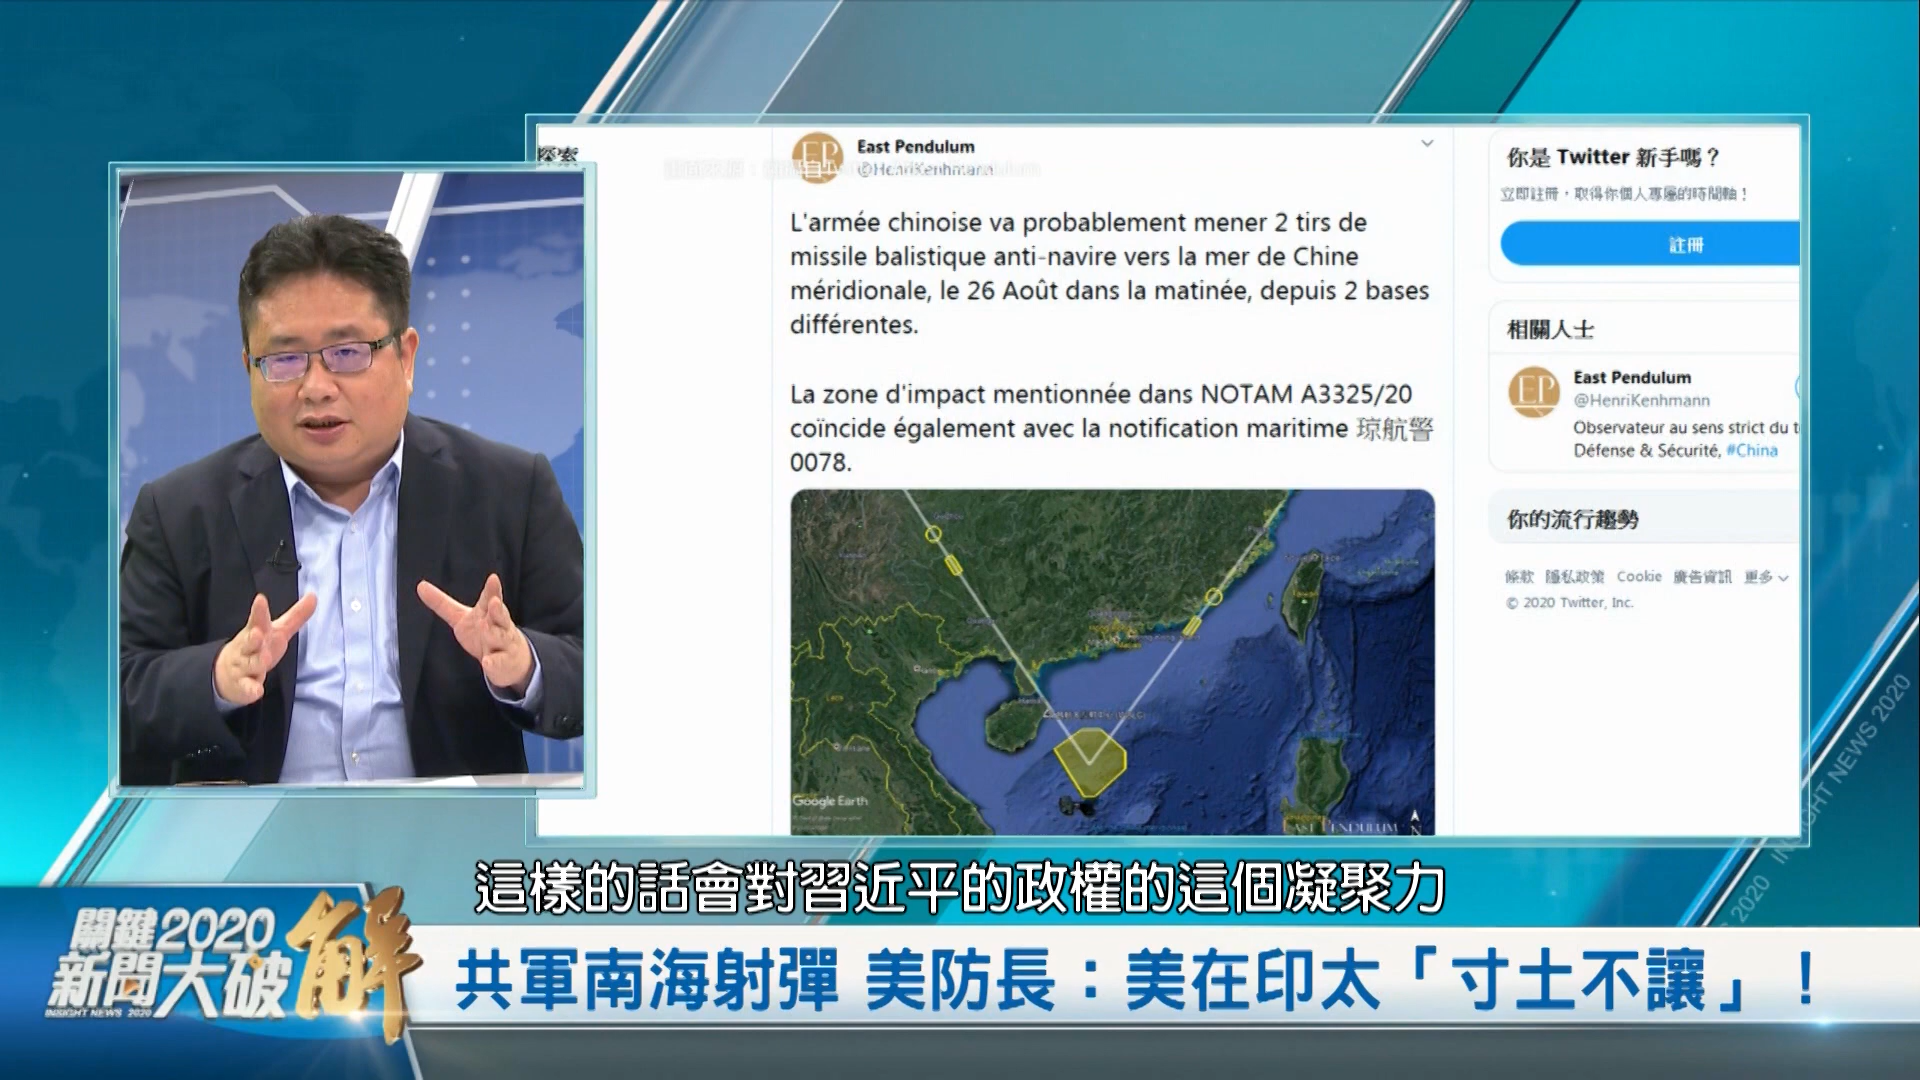 探索
East Pendulum
@HenriKenhmann
L'armée chinoise va probablement mener 2 tirs de
missile balistique anti-navire vers la mer de Chine
méridionale, le 26 Août dans la matinée, depuis 2 bases
différentes.
La zone d'impact mentionnée dans NOTAM A3325/20
coïncide également avec la notification maritime 琼航警
0078.
Google Earth
EAST PENDULUM
N
你是 Twitter 新手嗎？
立即註冊，取得你個人專屬的時間軸！
註冊
相關人士
East Pendulum
@HenriKenhmann
Observateur au sens strict du t
Défense & Sécurité, #China
你的流行趨勢
條款 隱私政策 Cookie 廣告資訊 更多
© 2020 Twitter, Inc.
這樣的話會對習近平的政權的這個凝聚力
關鍵2020
新聞大破解
INSIGHT NEWS 2020
共軍南海射彈 美防長：美在印太「寸土不讓」！
INSIGHT NEWS 2020